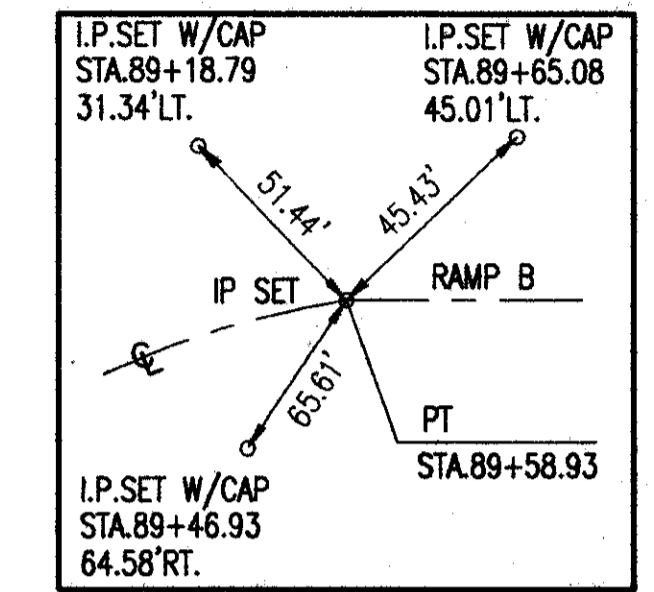 I.P.SET W/CAP
STA.89+18.79
31.34'LT.
I.P.SET W/CAP
STA.89+65.08
45.01'LT.
51.44'
45.43'
IP SET
RAMP B
℄
65.61'
PT
STA.89+58.93
I.P.SET W/CAP
STA.89+46.93
64.58'RT.